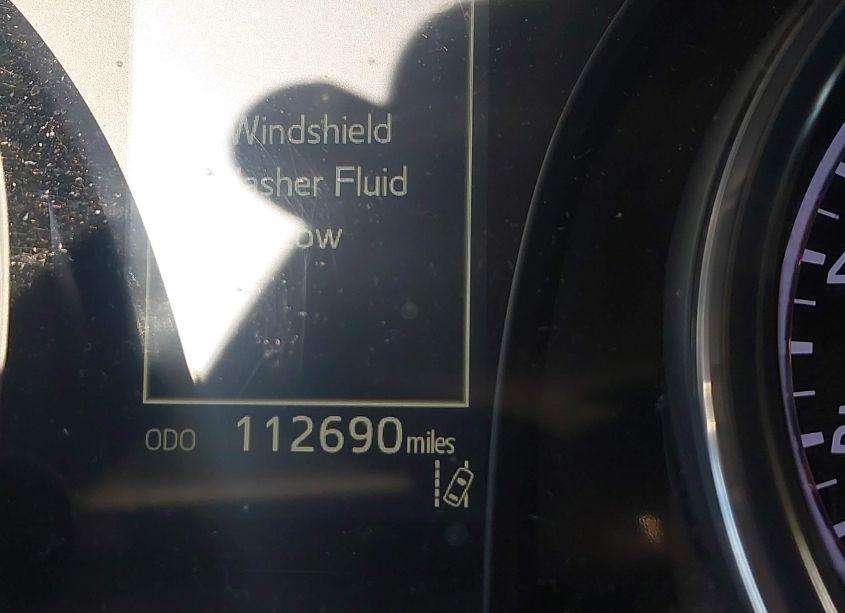 Windshield
asher Fluid
ow
ODO 112690 miles